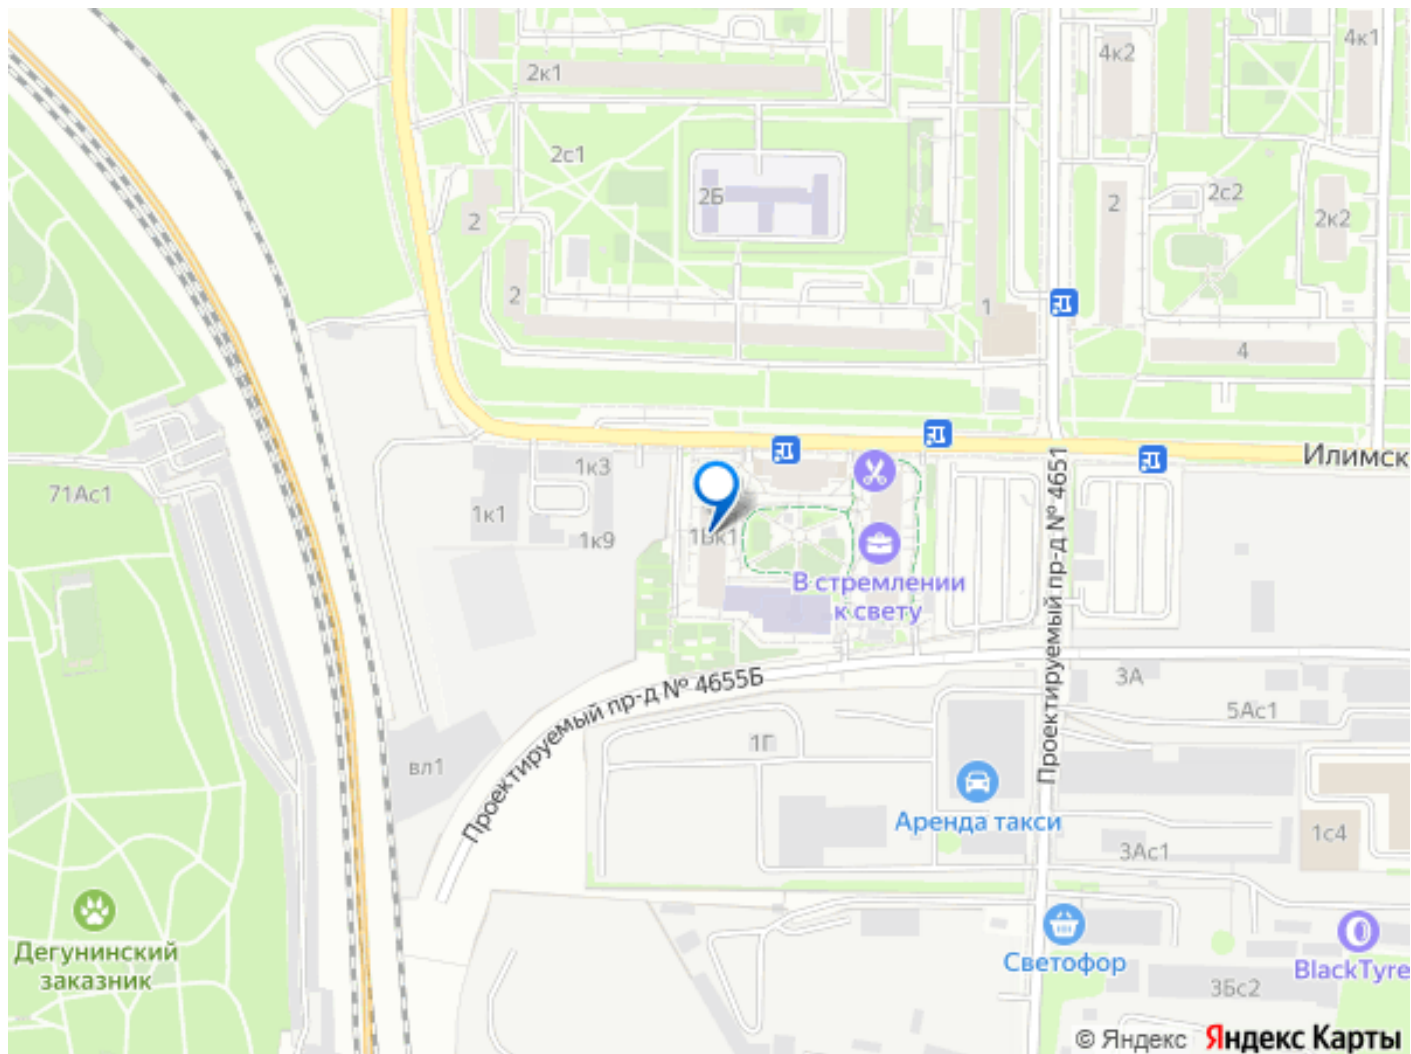 4к1
4к2
2к1
2с1
2Б
2с2
2
2к2
2
2
1
4
Илимск
1к3
71Ас1
1к1
1к9
1Вк1
В стремлении
к свету
Проектируемый пр-д № 4651
Проектируемый пр-д № 4655Б
3А
5Ас1
1Г
вл1
Аренда такси
1с4
3Ас1
Дегунинский
заказник
Светофор
BlackTyre
3Бс2
© Яндекс Яндекс Карты